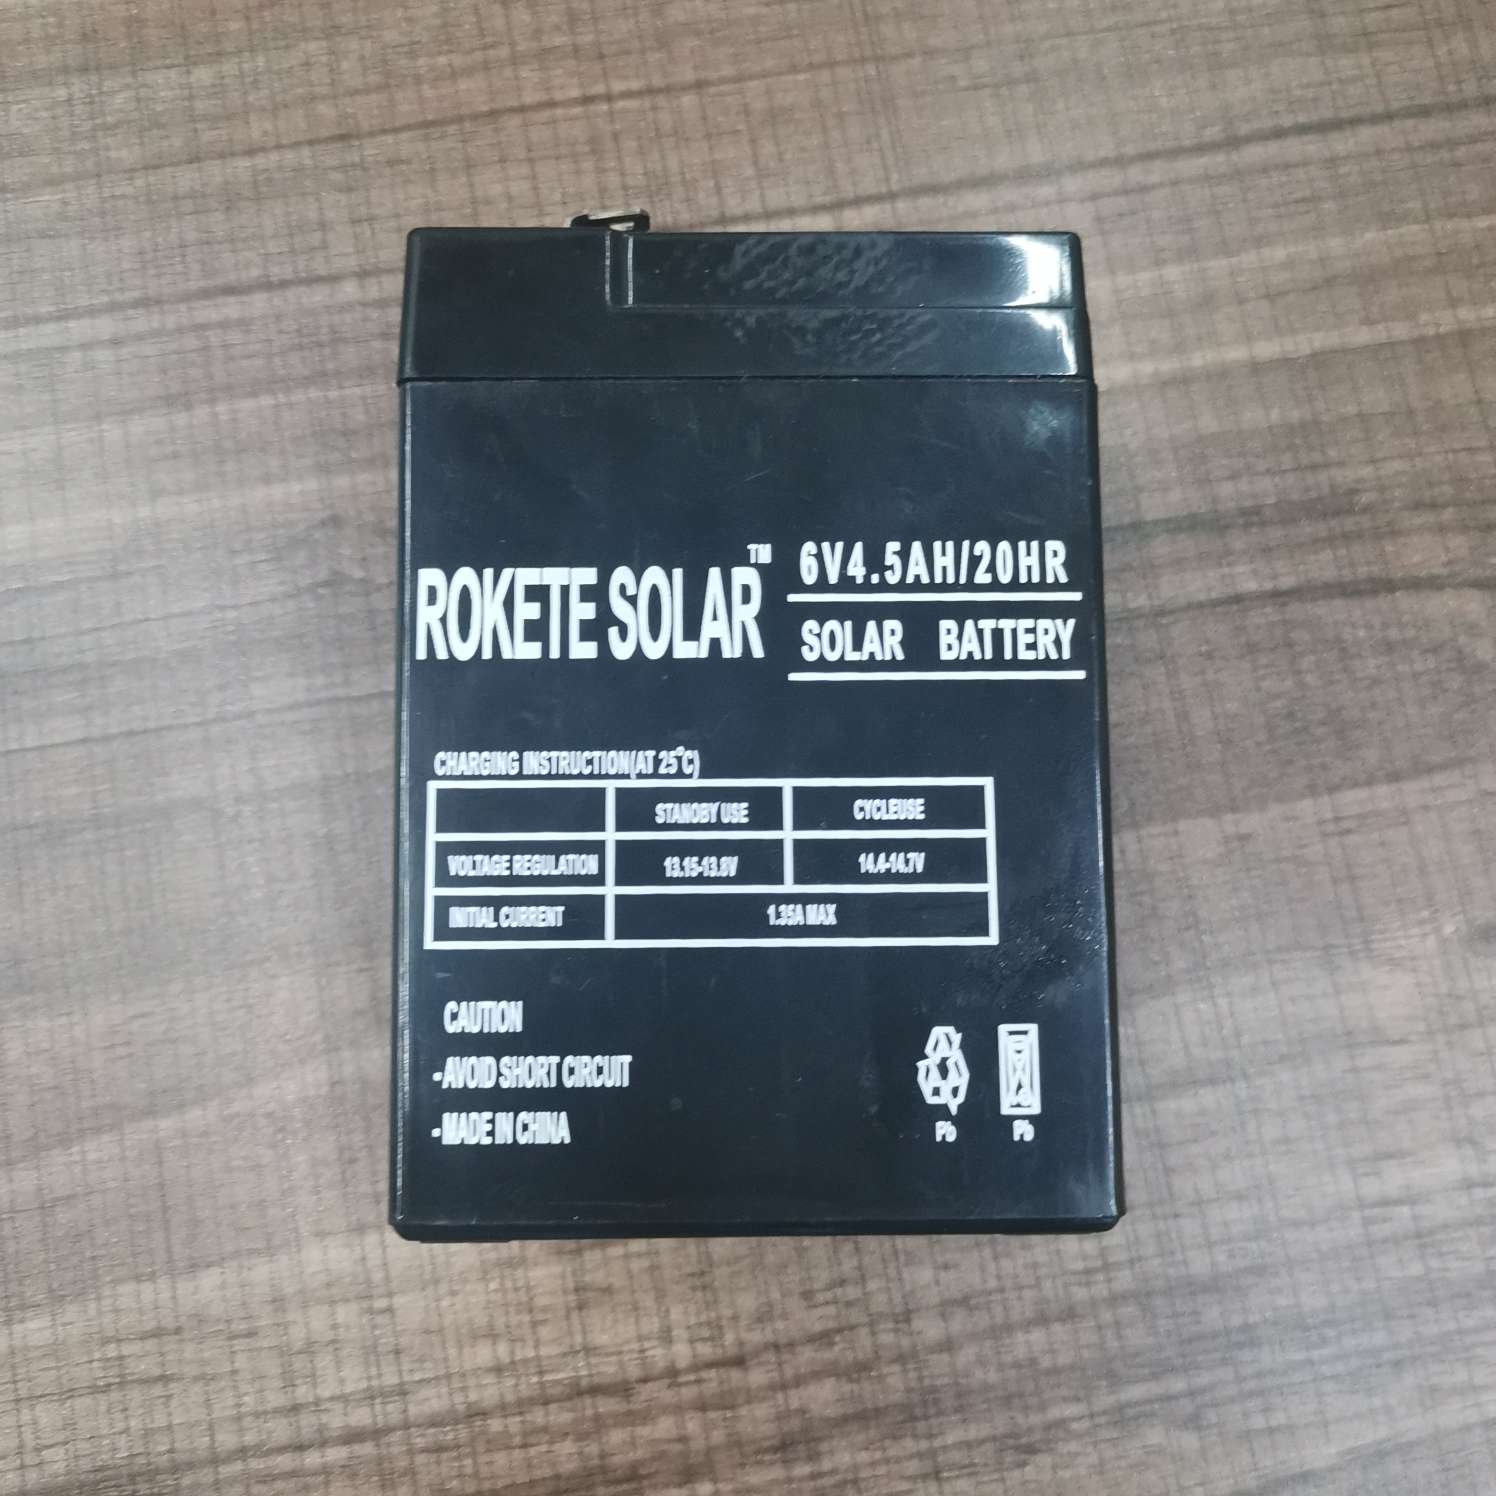 ROKETE SOLAR™
6V4.5AH/20HR
SOLAR BATTERY
CHARGING INSTRUCTION(AT 25°C)
STANOBY USE CYCLEUSE
VOLTAGE REGULATION 13.15-13.8V 14.4-14.7V
INITIAL CURRENT 1.35A MAX
CAUTION
-AVOID SHORT CIRCUIT
-MADE IN CHINA
Pb Pb